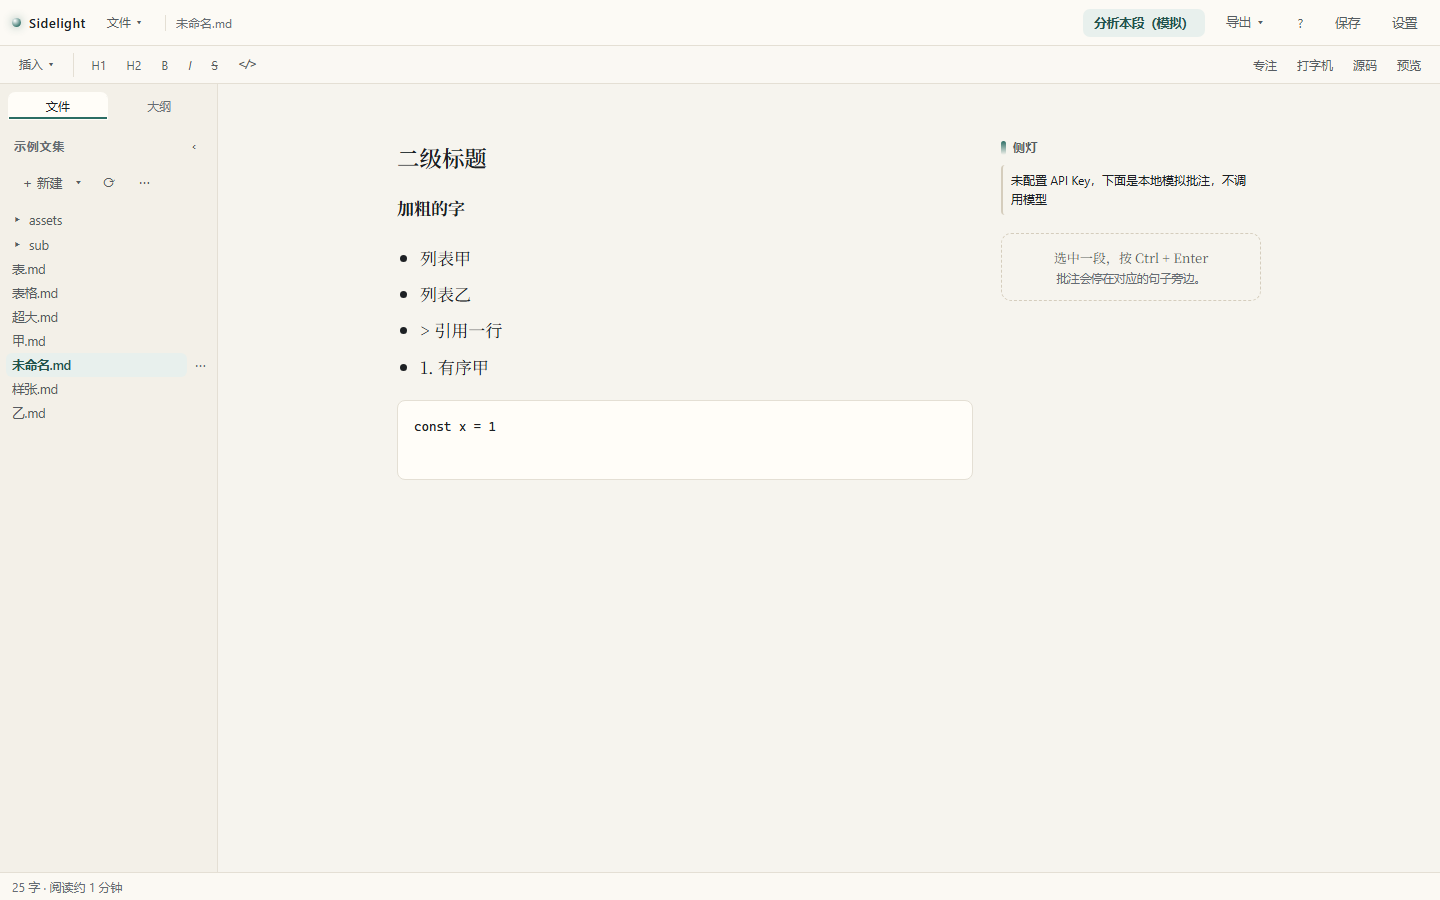 Sidelight 文件 未命名.md 分析本段（模拟） 导出 ? 保存 设置
插入 H1 H2 B I S </> 专注 打字机 源码 预览
文件 大纲
示例文集 ‹
+ 新建 ···
assets
sub
表.md
表格.md
超大.md
甲.md
未命名.md ···
样张.md
乙.md
二级标题
加粗的字
• 列表甲
• 列表乙
• > 引用一行
• 1. 有序甲
const x = 1
侧灯
未配置 API Key，下面是本地模拟批注，不调
用模型
选中一段，按 Ctrl + Enter
批注会停在对应的句子旁边。
25 字 · 阅读约 1 分钟